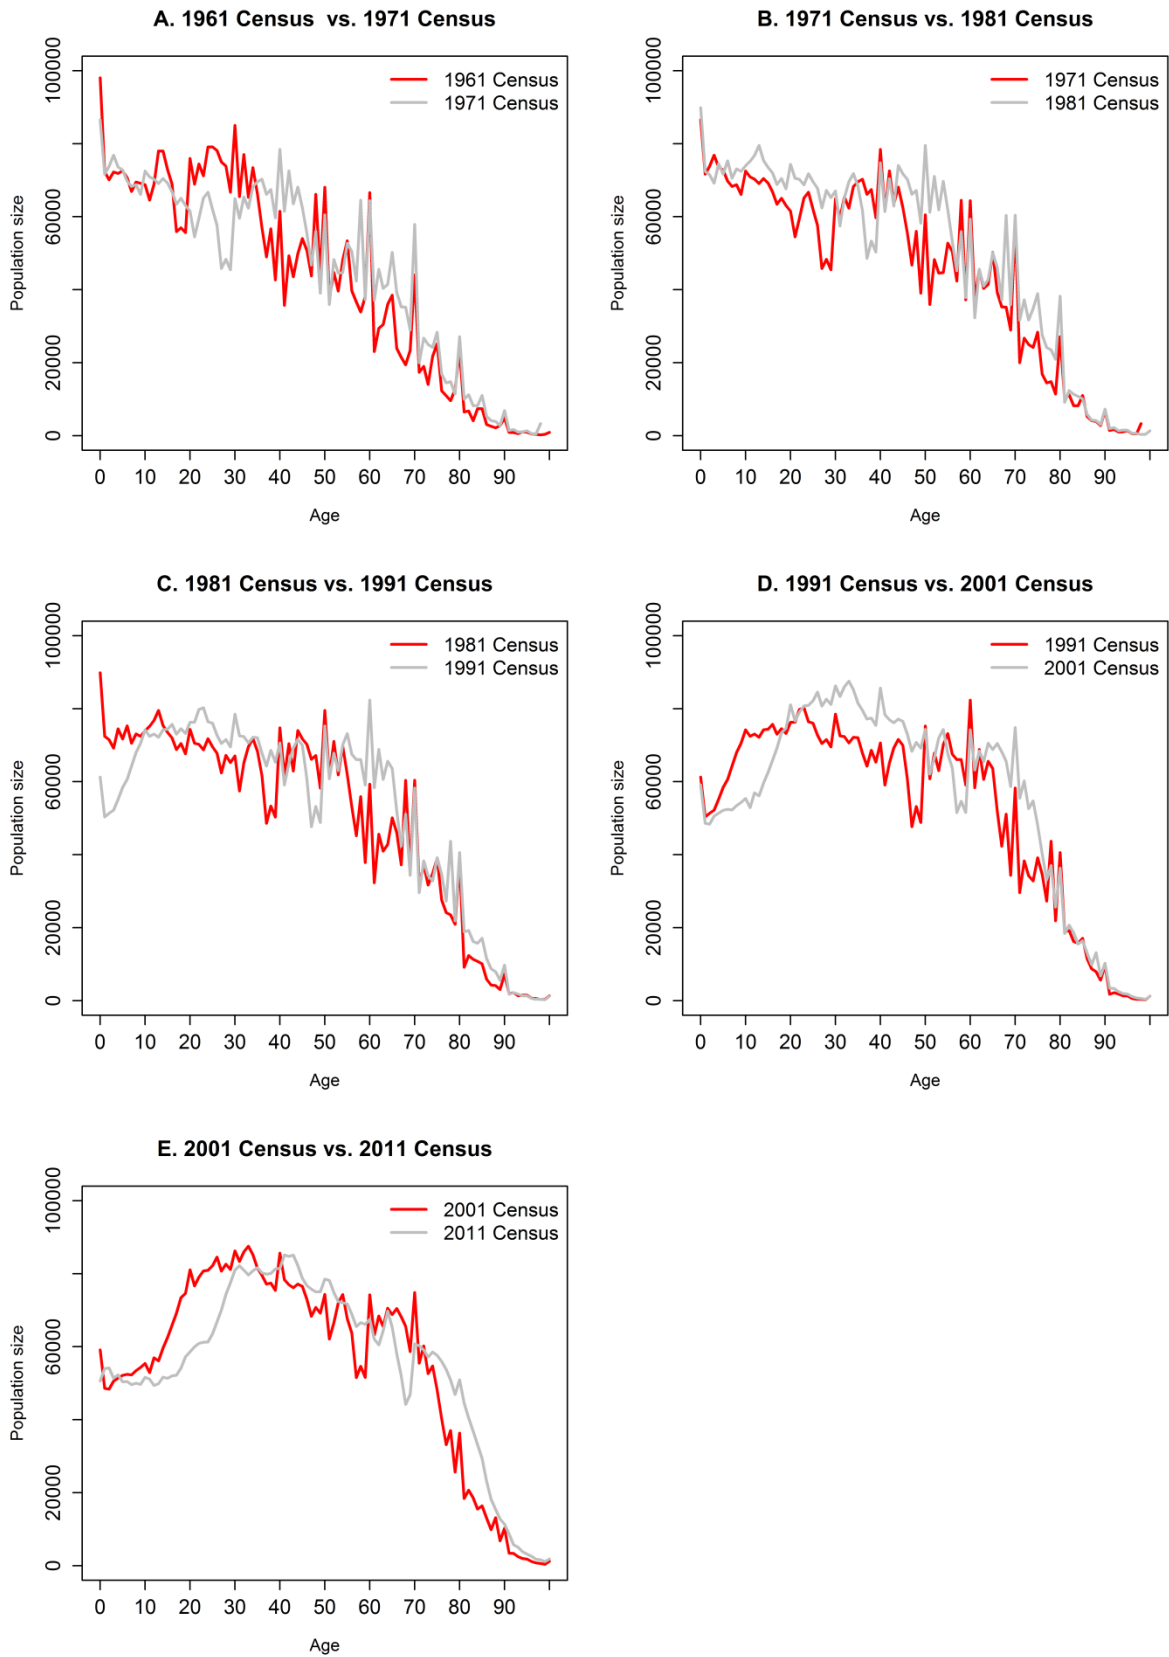 A. 1961 Census  vs. 1971 Census
1961 Census
1971 Census
Population size
0 20000 60000 100000
0 10 20 30 40 50 60 70 80 90
Age
B. 1971 Census vs. 1981 Census
1971 Census
1981 Census
Population size
0 20000 60000 100000
0 10 20 30 40 50 60 70 80 90
Age
C. 1981 Census vs. 1991 Census
1981 Census
1991 Census
Population size
0 20000 60000 100000
0 10 20 30 40 50 60 70 80 90
Age
D. 1991 Census vs. 2001 Census
1991 Census
2001 Census
Population size
0 20000 60000 100000
0 10 20 30 40 50 60 70 80 90
Age
E. 2001 Census vs. 2011 Census
2001 Census
2011 Census
Population size
0 20000 60000 100000
0 10 20 30 40 50 60 70 80 90
Age